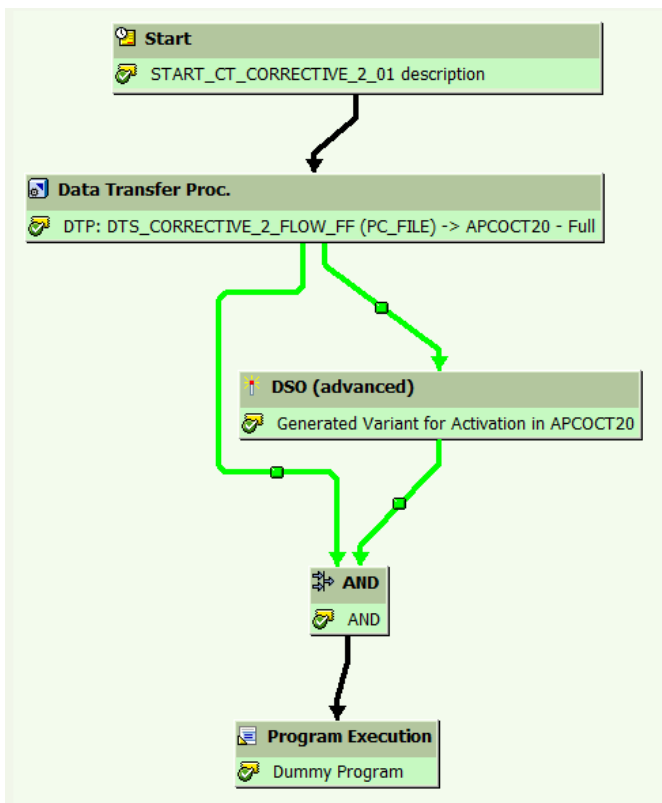 Start
START_CT_CORRECTIVE_2_01 description
Data Transfer Proc.
DTP: DTS_CORRECTIVE_2_FLOW_FF (PC_FILE) -> APCOCT20 - Full
DSO (advanced)
Generated Variant for Activation in APCOCT20
AND
AND
Program Execution
Dummy Program